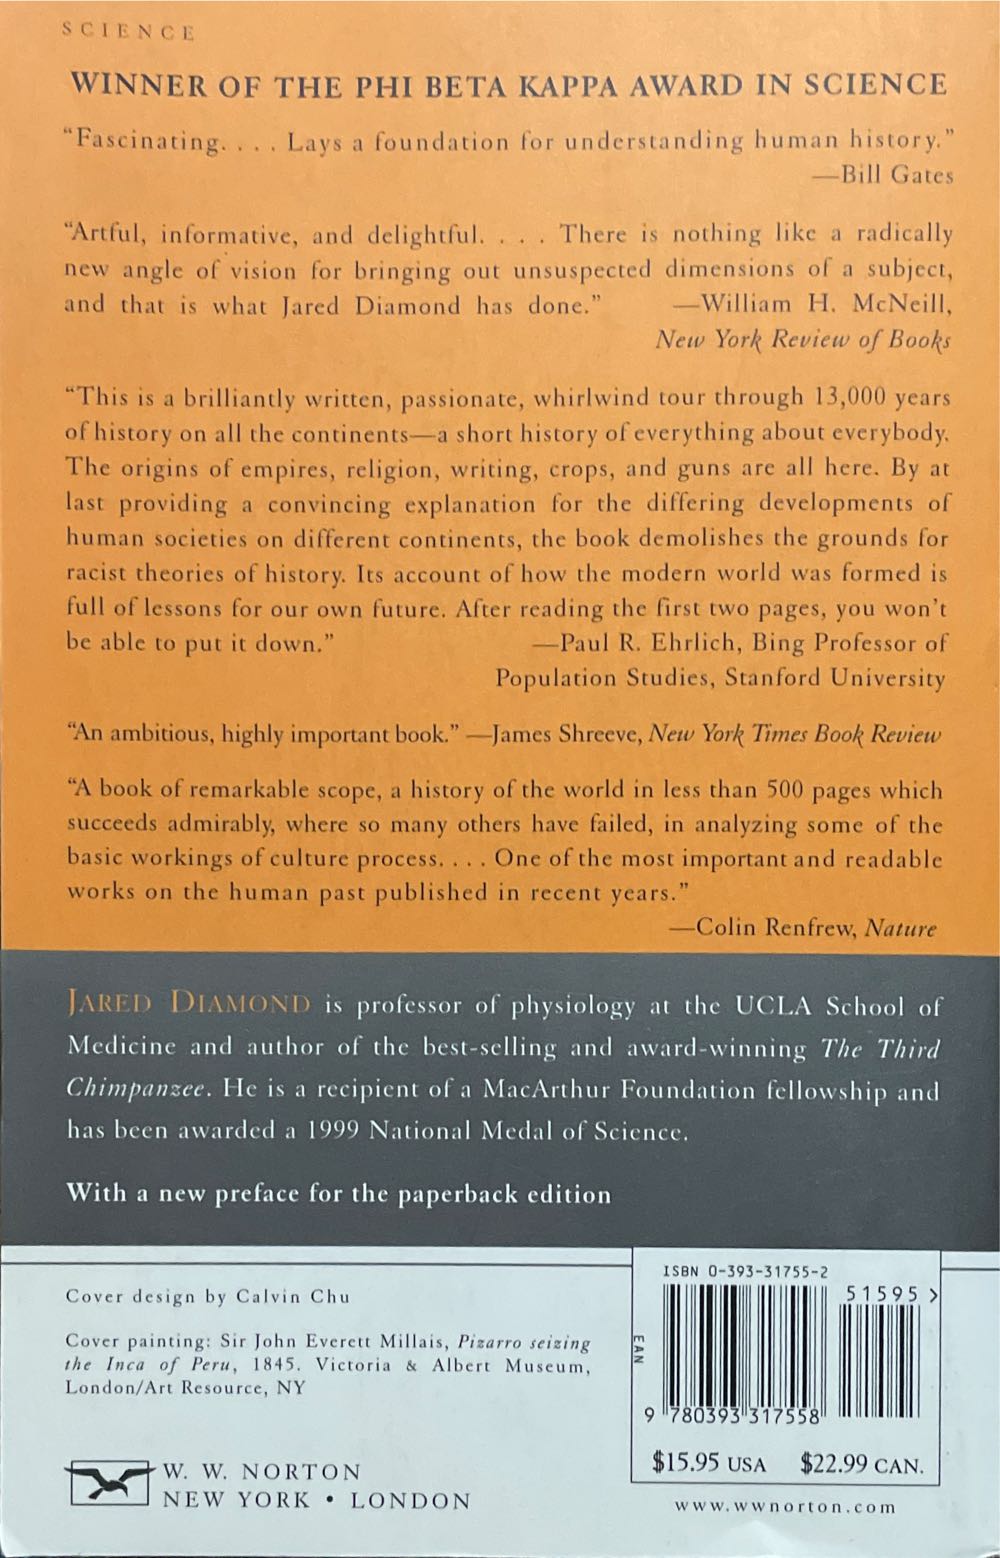 SCIENCE
WINNER OF THE PHI BETA KAPPA AWARD IN SCIENCE
“Fascinating. . . . Lays a foundation for understanding human history.”
—Bill Gates
“Artful, informative, and delightful. . . . There is nothing like a radically
new angle of vision for bringing out unsuspected dimensions of a subject,
and that is what Jared Diamond has done.” —William H. McNeill,
New York Review of Books
“This is a brilliantly written, passionate, whirlwind tour through 13,000 years
of history on all the continents—a short history of everything about everybody.
The origins of empires, religion, writing, crops, and guns are all here. By at
last providing a convincing explanation for the differing developments of
human societies on different continents, the book demolishes the grounds for
racist theories of history. Its account of how the modern world was formed is
full of lessons for our own future. After reading the first two pages, you won’t
be able to put it down.” —Paul R. Ehrlich, Bing Professor of
Population Studies, Stanford University
“An ambitious, highly important book.” —James Shreeve, New York Times Book Review
“A book of remarkable scope, a history of the world in less than 500 pages which
succeeds admirably, where so many others have failed, in analyzing some of the
basic workings of culture process. . . . One of the most important and readable
works on the human past published in recent years.”
—Colin Renfrew, Nature
JARED DIAMOND is professor of physiology at the UCLA School of
Medicine and author of the best-selling and award-winning The Third
Chimpanzee. He is a recipient of a MacArthur Foundation fellowship and
has been awarded a 1999 National Medal of Science.
With a new preface for the paperback edition
Cover design by Calvin Chu
Cover painting: Sir John Everett Millais, Pizarro seizing
the Inca of Peru, 1845. Victoria & Albert Museum,
London/Art Resource, NY
W. W. NORTON
NEW YORK • LONDON
ISBN 0-393-31755-2
51595 >
EAN
9 780393 317558
$15.95 USA $22.99 CAN.
www.wwnorton.com